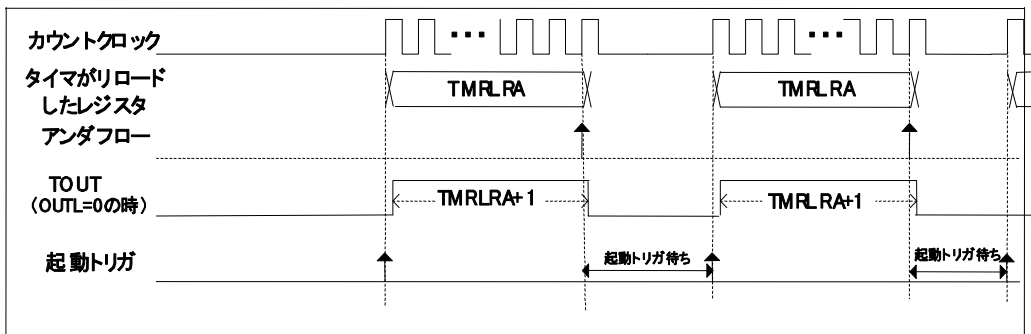 カウントクロック
タイマがリロード
したレジスタ
TMRLRA
TMRLRA
アンダフロー
TOUT
(OUTL=0の時)
TMRLRA+1
TMRLRA+1
起動トリガ
起動トリガ待ち
起動トリガ待ち